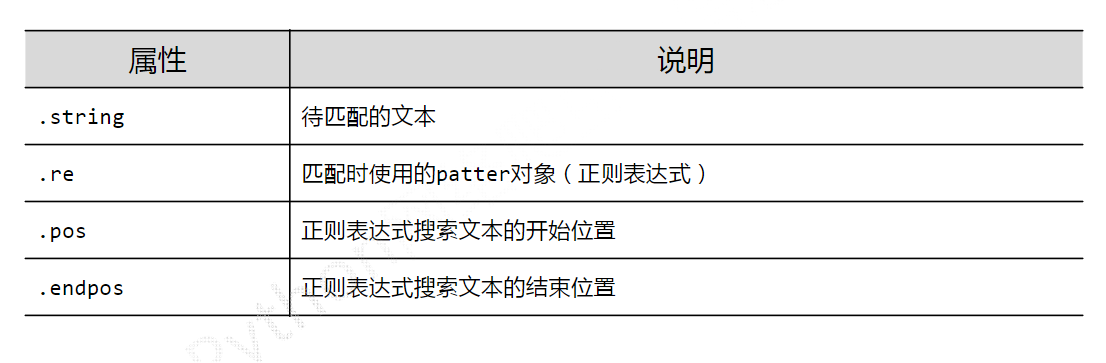 属性 说明
.string 待匹配的文本
.re 匹配时使用的patter对象（正则表达式）
.pos 正则表达式搜索文本的开始位置
.endpos 正则表达式搜索文本的结束位置